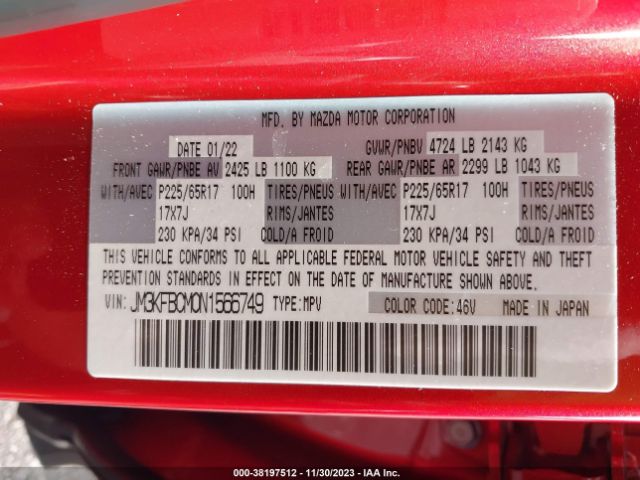 MFD. BY MAZDA MOTOR CORPORATION
DATE 01/22 GVWR/PNBV 4724 LB 2143 KG
FRONT GAWR/PNBE AV 2425 LB 1100 KG REAR GAWR/PNBE AR 2299 LB 1043 KG
WITH/AVEC P225/65R17 100H TIRES/PNEUS WITH/AVEC P225/65R17 100H TIRES/PNEUS
17X7J RIMS/JANTES 17X7J RIMS/JANTES
230 KPA/34 PSI COLD/A FROID 230 KPA/34 PSI COLD/A FROID
THIS VEHICLE CONFORMS TO ALL APPLICABLE FEDERAL MOTOR VEHICLE SAFETY AND THEFT
PREVENTION STANDARDS IN EFFECT ON THE DATE OF MANUFACTURE SHOWN ABOVE.
VIN: JM3KFBCM0N1566749 TYPE:MPV COLOR CODE:46V MADE IN JAPAN
000-38197512 - 11/30/2023 - IAA Inc.